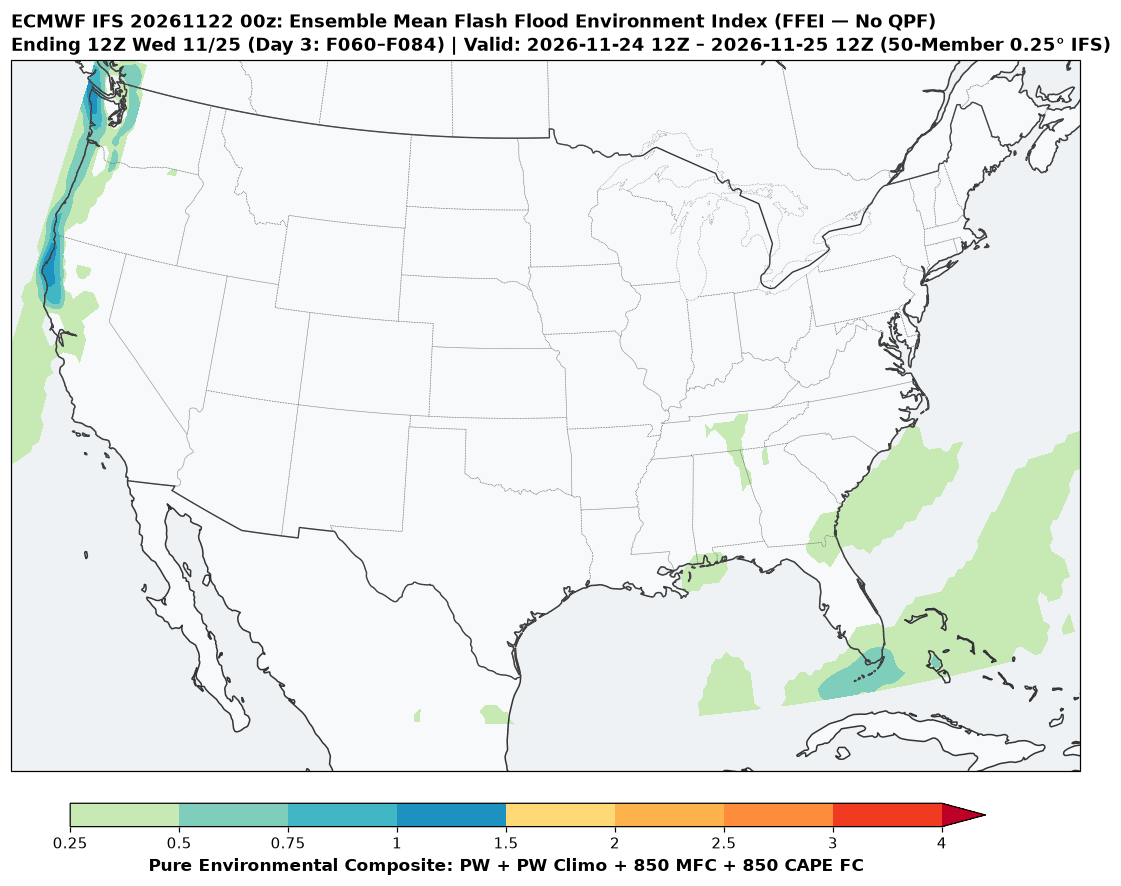 ECMWF IFS 20261122 00z: Ensemble Mean Flash Flood Environment Index (FFEI — No QPF)
Ending 12Z Wed 11/25 (Day 3: F060–F084) | Valid: 2026-11-24 12Z – 2026-11-25 12Z (50-Member 0.25° IFS)
0.25 0.5 0.75 1 1.5 2 2.5 3 4
Pure Environmental Composite: PW + PW Climo + 850 MFC + 850 CAPE FC